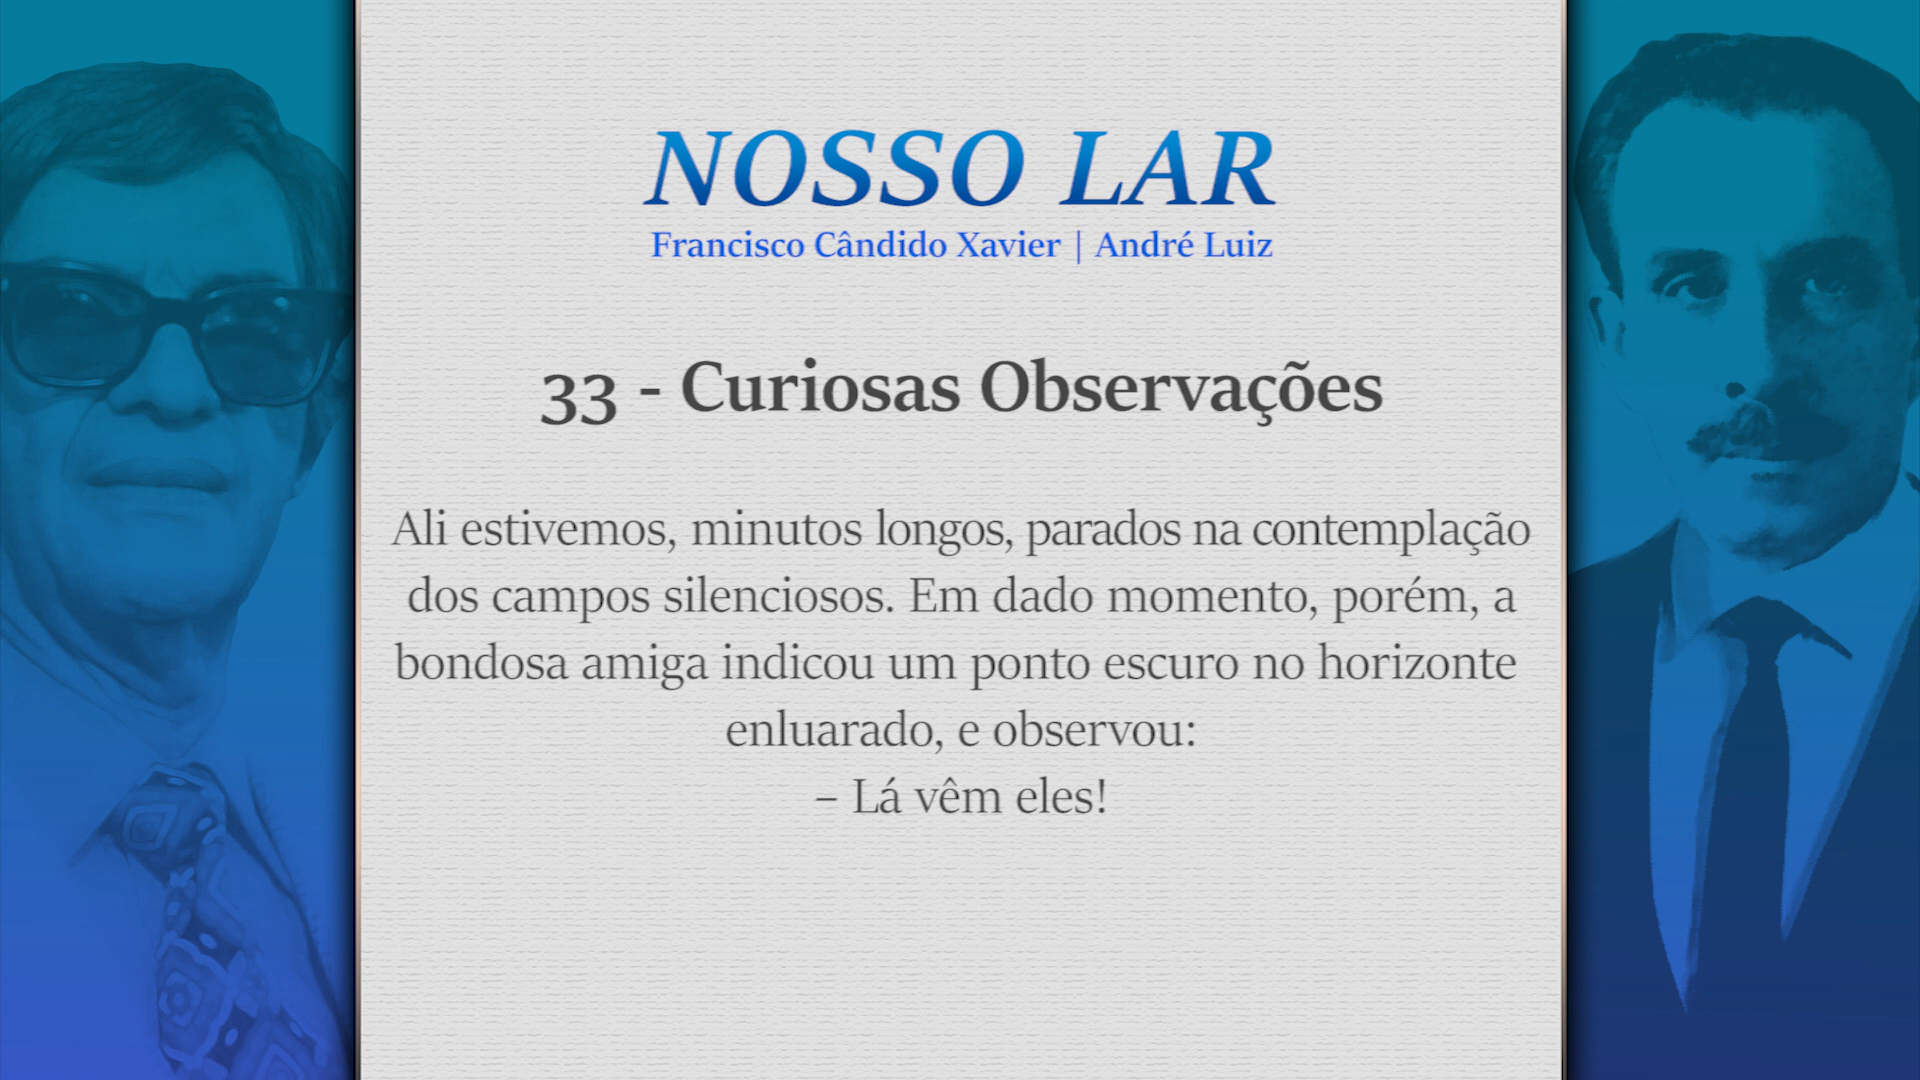 NOSSO LAR
Francisco Cândido Xavier | André Luiz
33 - Curiosas Observações
Ali estivemos, minutos longos, parados na contemplação
dos campos silenciosos. Em dado momento, porém, a
bondosa amiga indicou um ponto escuro no horizonte
enluarado, e observou:
– Lá vêm eles!